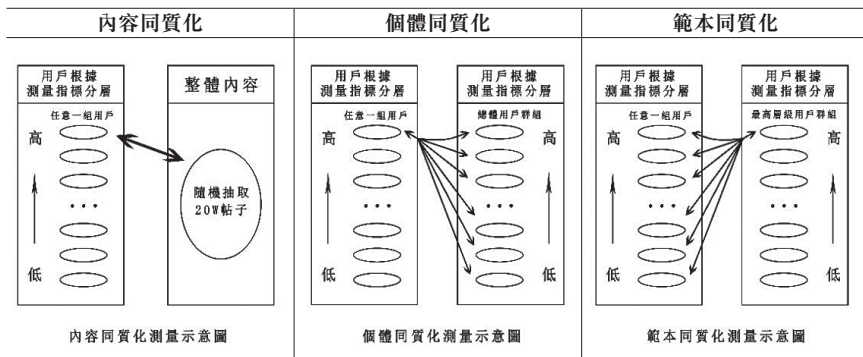 內容同質化
用戶根據
測量指標分層
任意一組用戶
高
...
低
整體內容
隨機抽取
20W帖子
內容同質化測量示意圖
個體同質化
用戶根據
測量指標分層
任意一組用戶
高
...
低
用戶根據
測量指標分層
總體用戶群組
高
...
低
個體同質化測量示意圖
範本同質化
用戶根據
測量指標分層
任意一組用戶
高
...
低
用戶根據
測量指標分層
最高層級用戶群組
高
...
低
範本同質化測量示意圖